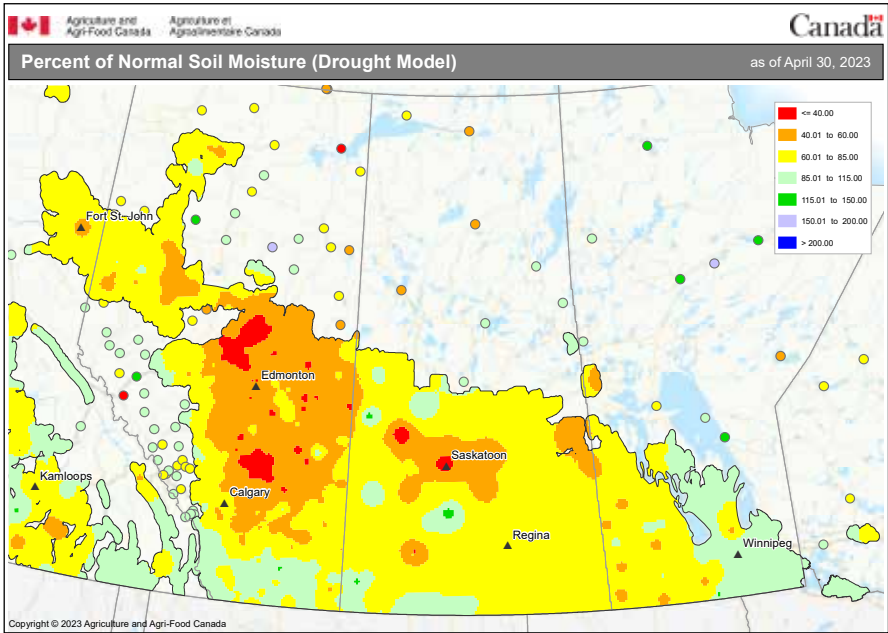 Agriculture and Agriculture et
Agri-Food Canada Agroalimentaire Canada
Canada
Percent of Normal Soil Moisture (Drought Model) as of April 30, 2023
<= 40.00
40.01 to 60.00
60.01 to 85.00
85.01 to 115.00
115.01 to 150.00
150.01 to 200.00
> 200.00
Fort St. John
Edmonton
Saskatoon
Kamloops
Calgary
Regina
Winnipeg
Copyright © 2023 Agriculture and Agri-Food Canada